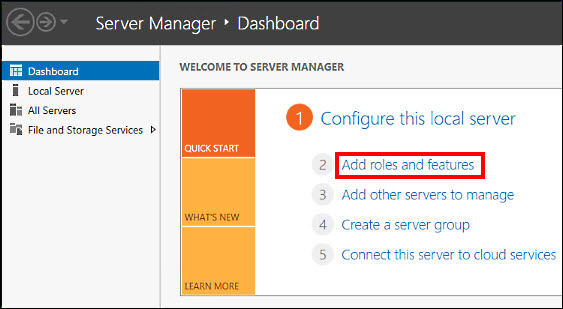 Server Manager ‣ Dashboard
Dashboard
Local Server
All Servers
File and Storage Services
WELCOME TO SERVER MANAGER
QUICK START
WHAT'S NEW
LEARN MORE
1 Configure this local server
2 Add roles and features
3 Add other servers to manage
4 Create a server group
5 Connect this server to cloud services